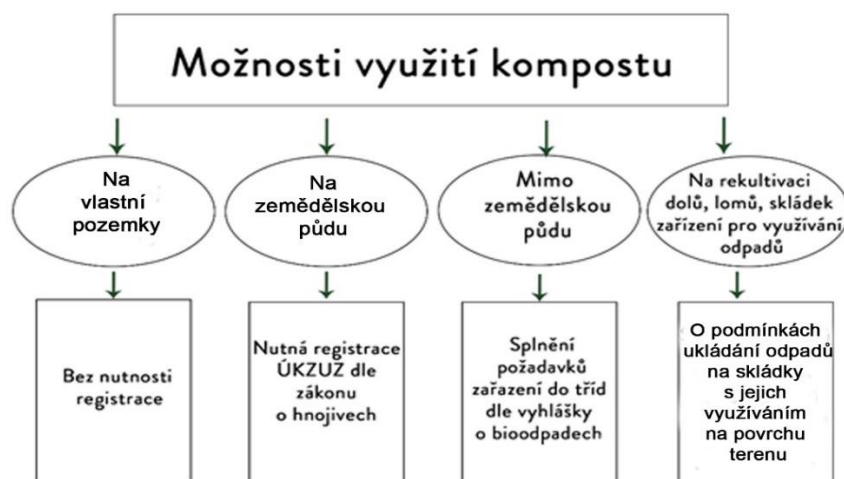 Možnosti využití kompostu
Na
vlastní
pozemky
Na
zemědělskou
půdu
Mimo
zemědělskou
půdu
Na rekultivaci
dolů, lomů, skládek
zařízení pro využívání
odpadů
Bez nutnosti
registrace
Nutná registrace
ÚKZUZ dle
zákonu
o hnojivech
Splnění
požadavků
zařazení do tříd
dle vyhlášky
o bioodpadech
O podmínkách
ukládání odpadů
na skládky
s jejich
využíváním
na povrchu
terenu